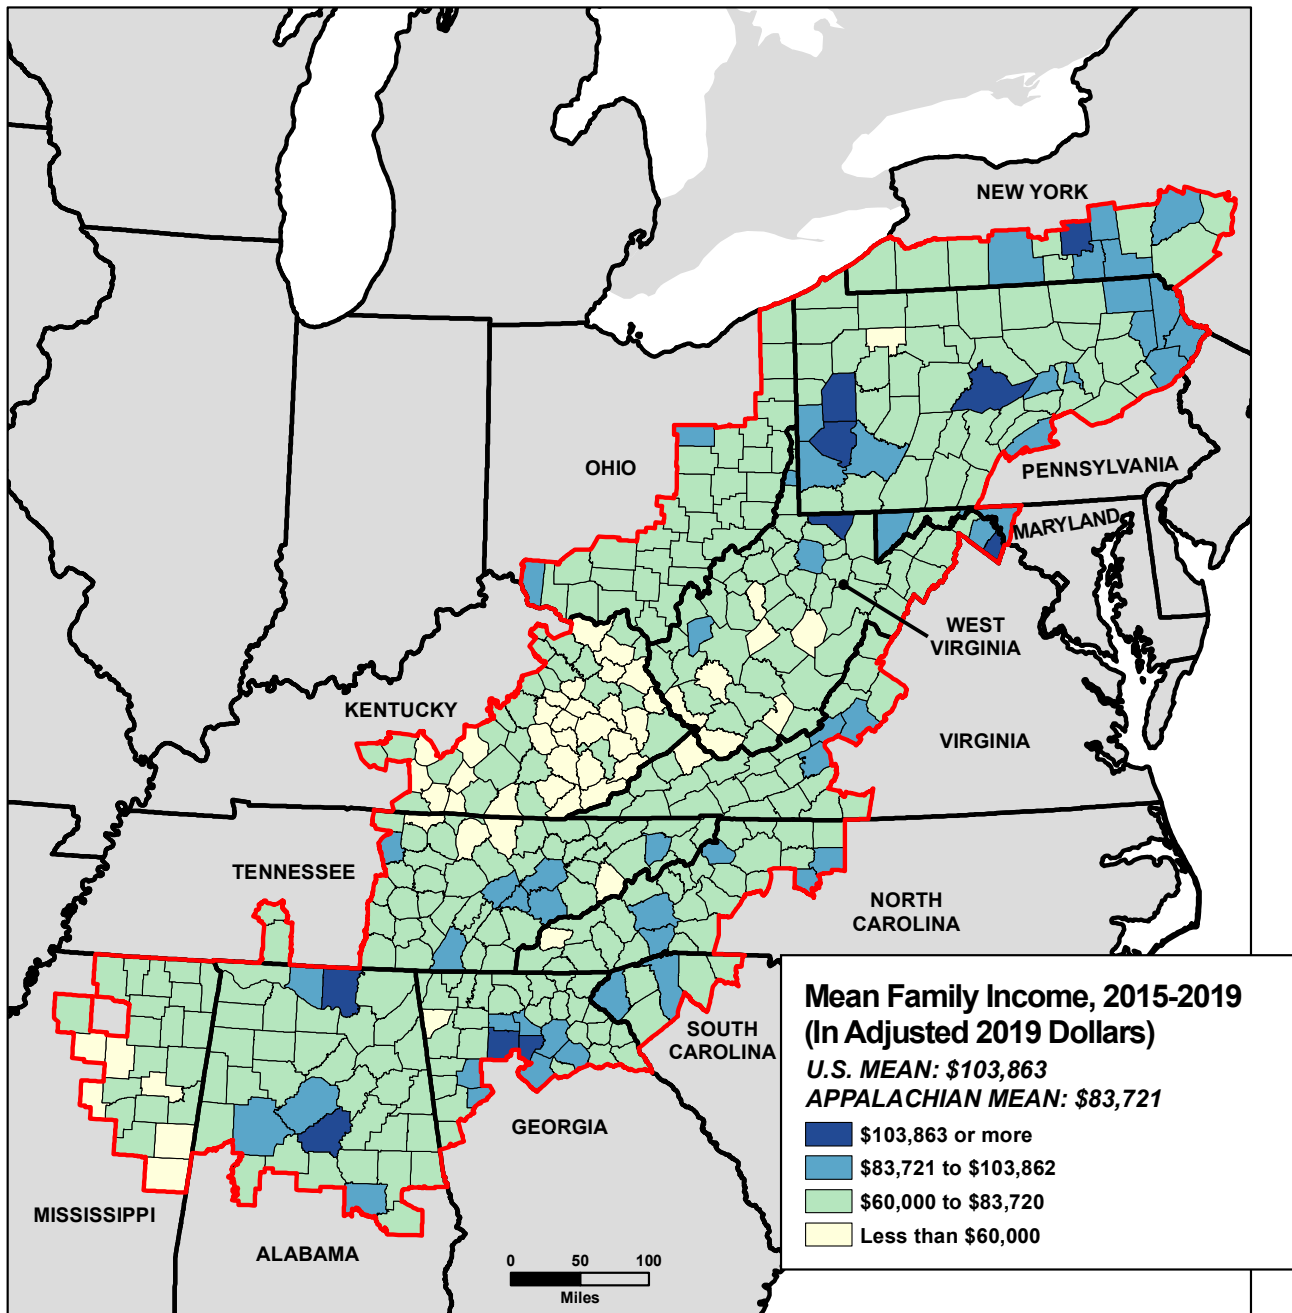 NEW YORK
OHIO
PENNSYLVANIA
MARYLAND
WEST
VIRGINIA
KENTUCKY
VIRGINIA
TENNESSEE
NORTH
CAROLINA
SOUTH
CAROLINA
GEORGIA
MISSISSIPPI
ALABAMA
Mean Family Income, 2015-2019
(In Adjusted 2019 Dollars)
U.S. MEAN: $103,863
APPALACHIAN MEAN: $83,721
$103,863 or more
$83,721 to $103,862
$60,000 to $83,720
Less than $60,000
0 50 100
Miles